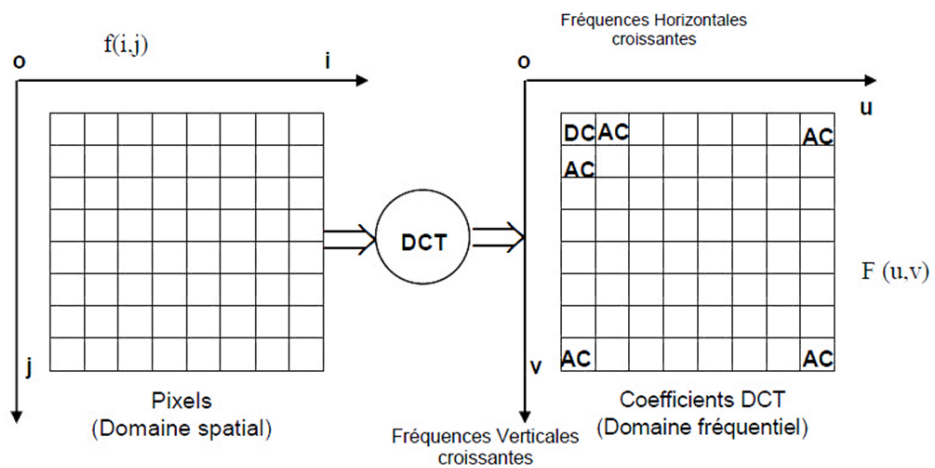 f(i,j)
o
i
j
Pixels
(Domaine spatial)
DCT
Fréquences Horizontales
croissantes
o
u
DC AC AC
AC
AC AC
v
F (u,v)
Coefficients DCT
(Domaine fréquentiel)
Fréquences Verticales
croissantes